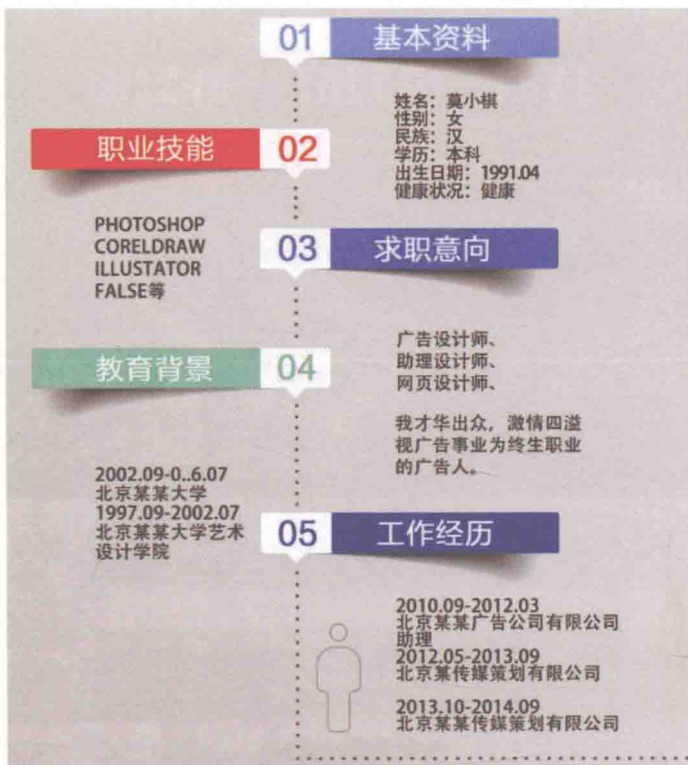 01 基本资料
姓名：莫小棋
性别：女
民族：汉
学历：本科
出生日期：1991.04
健康状况：健康
职业技能 02
PHOTOSHOP
CORELDRAW
ILLUSTATOR
FALSE等
03 求职意向
广告设计师、
助理设计师、
网页设计师、
我才华出众，激情四溢
视广告事业为终生职业
的广告人。
教育背景 04
2002.09-0..6.07
北京某某大学
1997.09-2002.07
北京某某大学艺术
设计学院
05 工作经历
2010.09-2012.03
北京某某广告公司有限公司
助理
2012.05-2013.09
北京某传媒策划有限公司
2013.10-2014.09
北京某某传媒策划有限公司